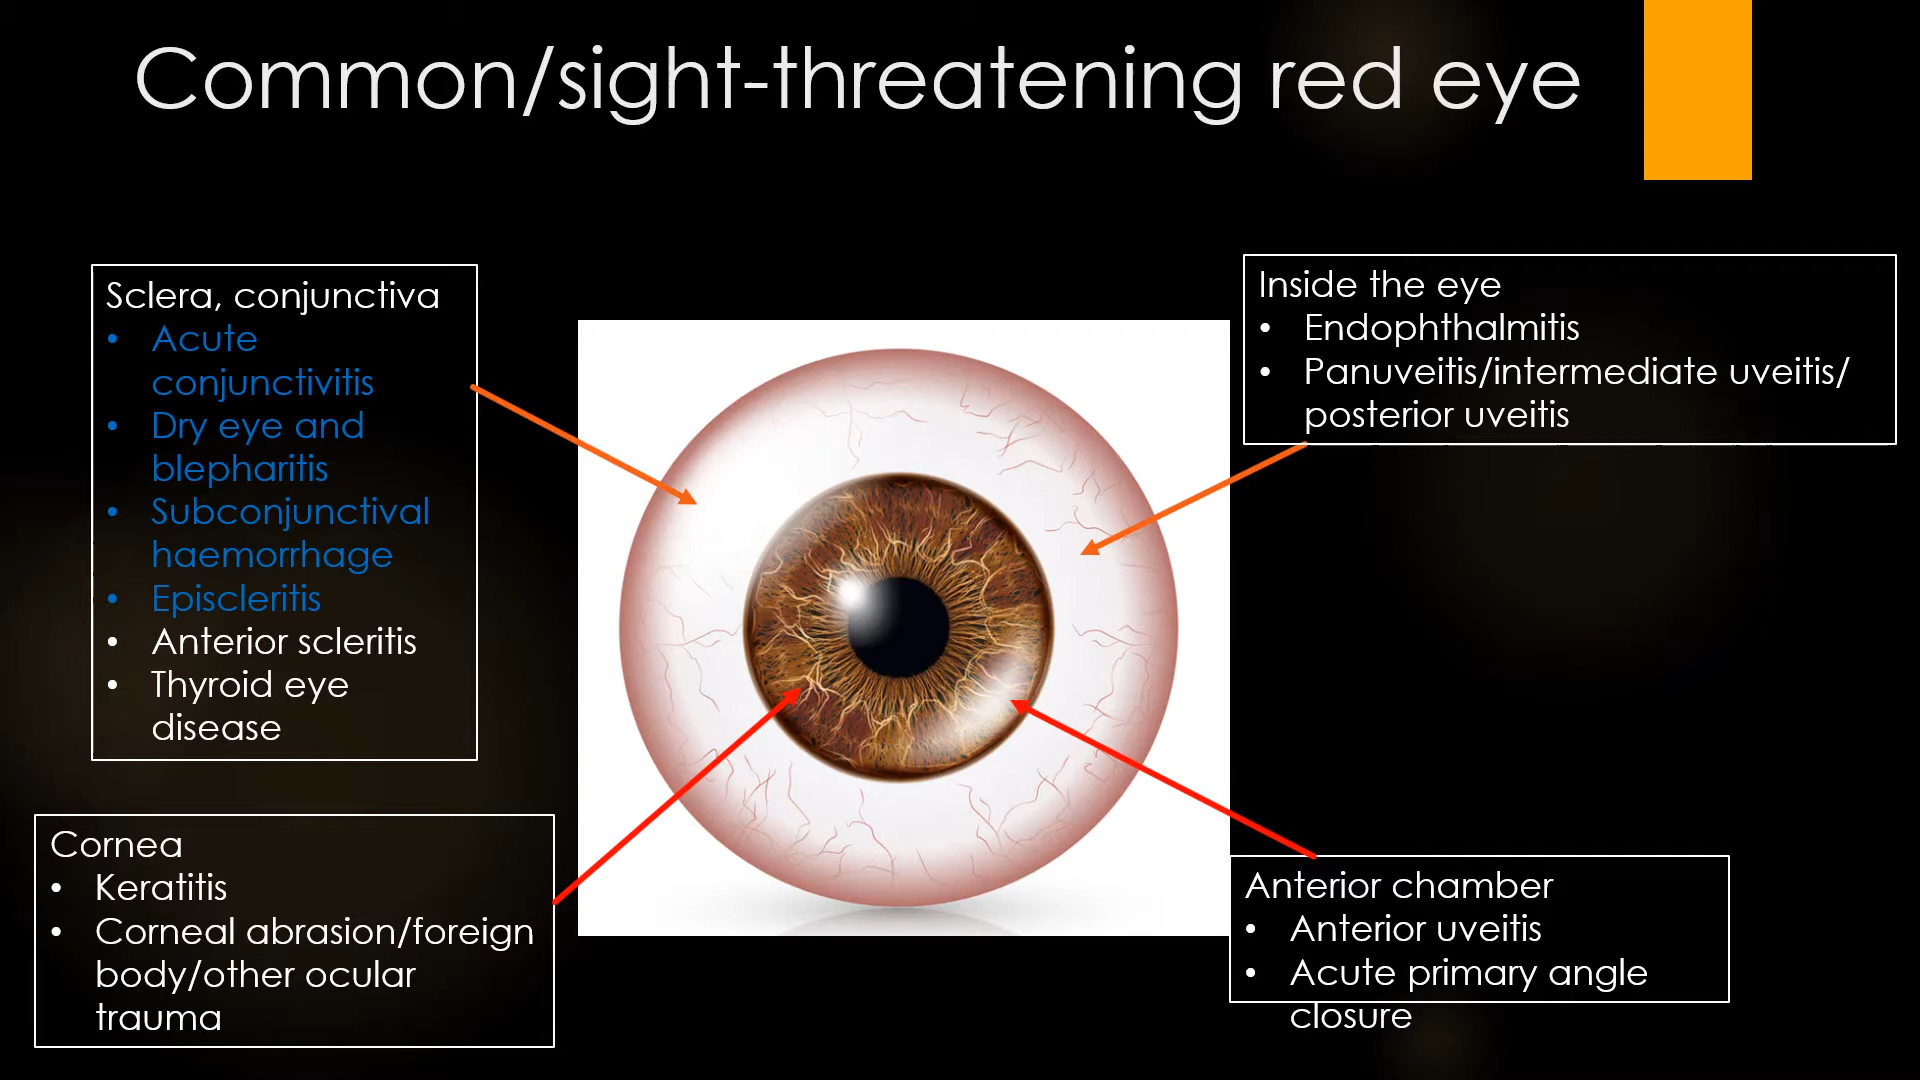 Common/sight-threatening red eye
Sclera, conjunctiva
• Acute
conjunctivitis
• Dry eye and
blepharitis
• Subconjunctival
haemorrhage
• Episcleritis
• Anterior scleritis
• Thyroid eye
disease
Cornea
• Keratitis
• Corneal abrasion/foreign
body/other ocular
trauma
Inside the eye
• Endophthalmitis
• Panuveitis/intermediate uveitis/
posterior uveitis
Anterior chamber
• Anterior uveitis
• Acute primary angle
closure